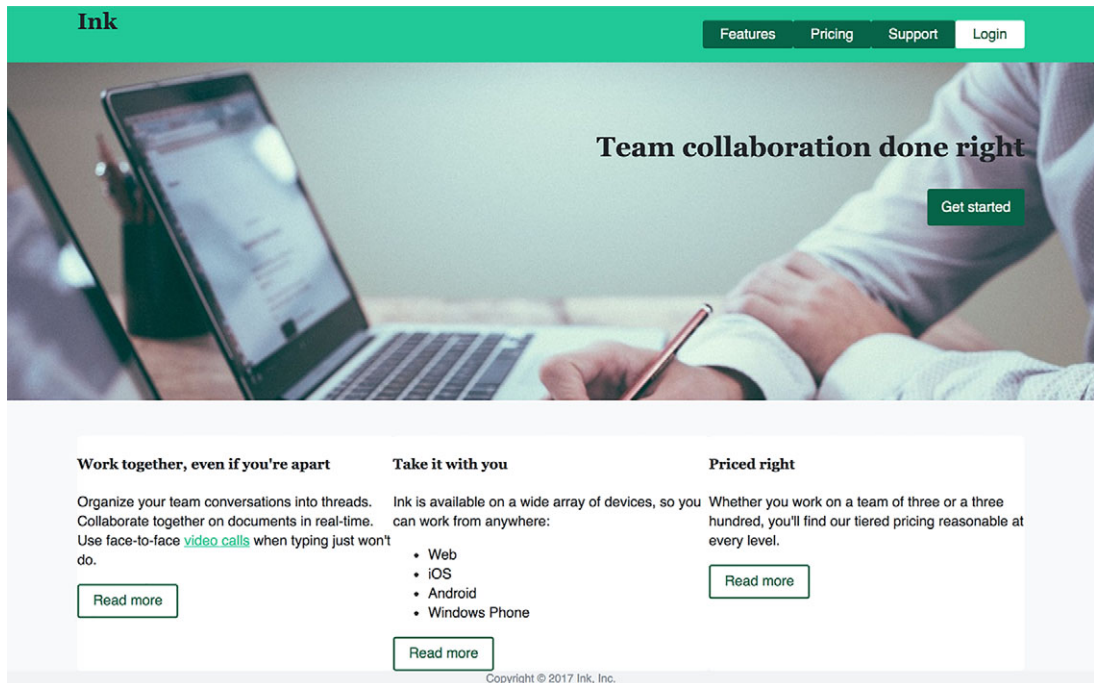 Ink
Features Pricing Support Login
Team collaboration done right
Get started
Work together, even if you're apart
Organize your team conversations into threads.
Collaborate together on documents in real-time.
Use face-to-face video calls when typing just won't
do.
Read more
Take it with you
Ink is available on a wide array of devices, so you
can work from anywhere:
• Web
• iOS
• Android
• Windows Phone
Read more
Priced right
Whether you work on a team of three or a three
hundred, you'll find our tiered pricing reasonable at
every level.
Read more
Copyright © 2017 Ink, Inc.